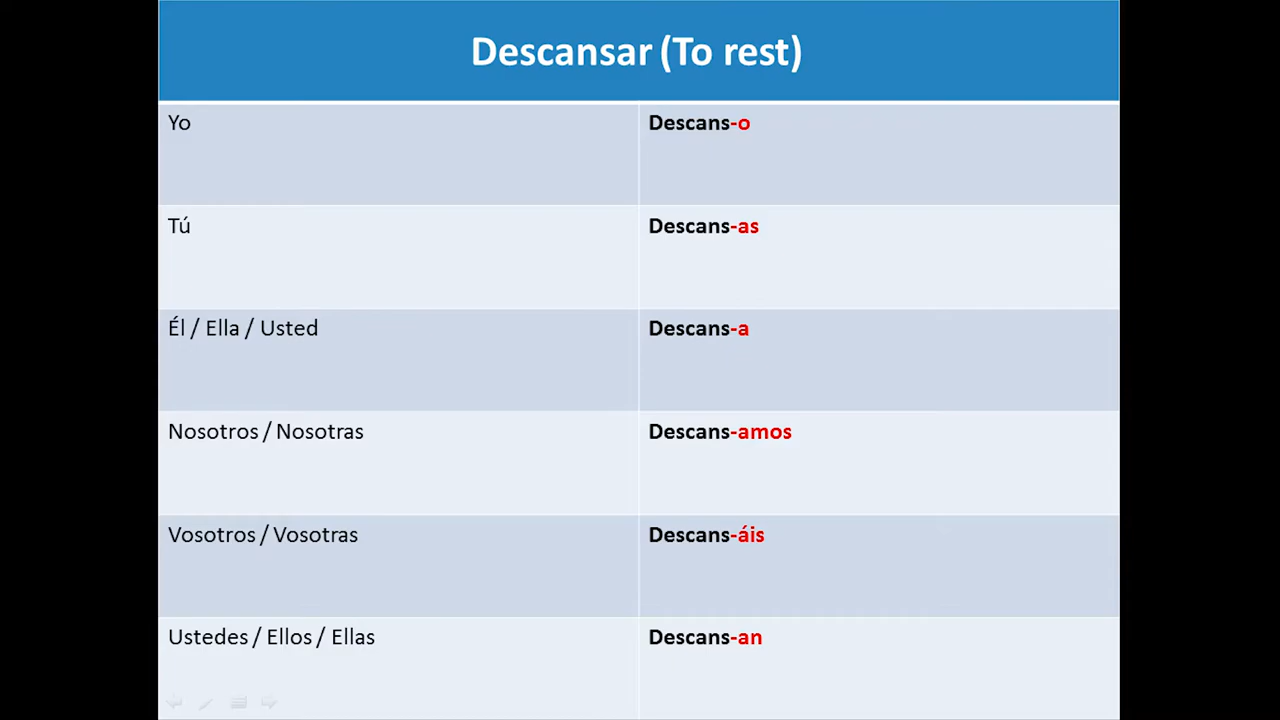 Descansar (To rest)
Yo
Descans-o
Tú
Descans-as
Él / Ella / Usted
Descans-a
Nosotros / Nosotras
Descans-amos
Vosotros / Vosotras
Descans-áis
Ustedes / Ellos / Ellas
Descans-an